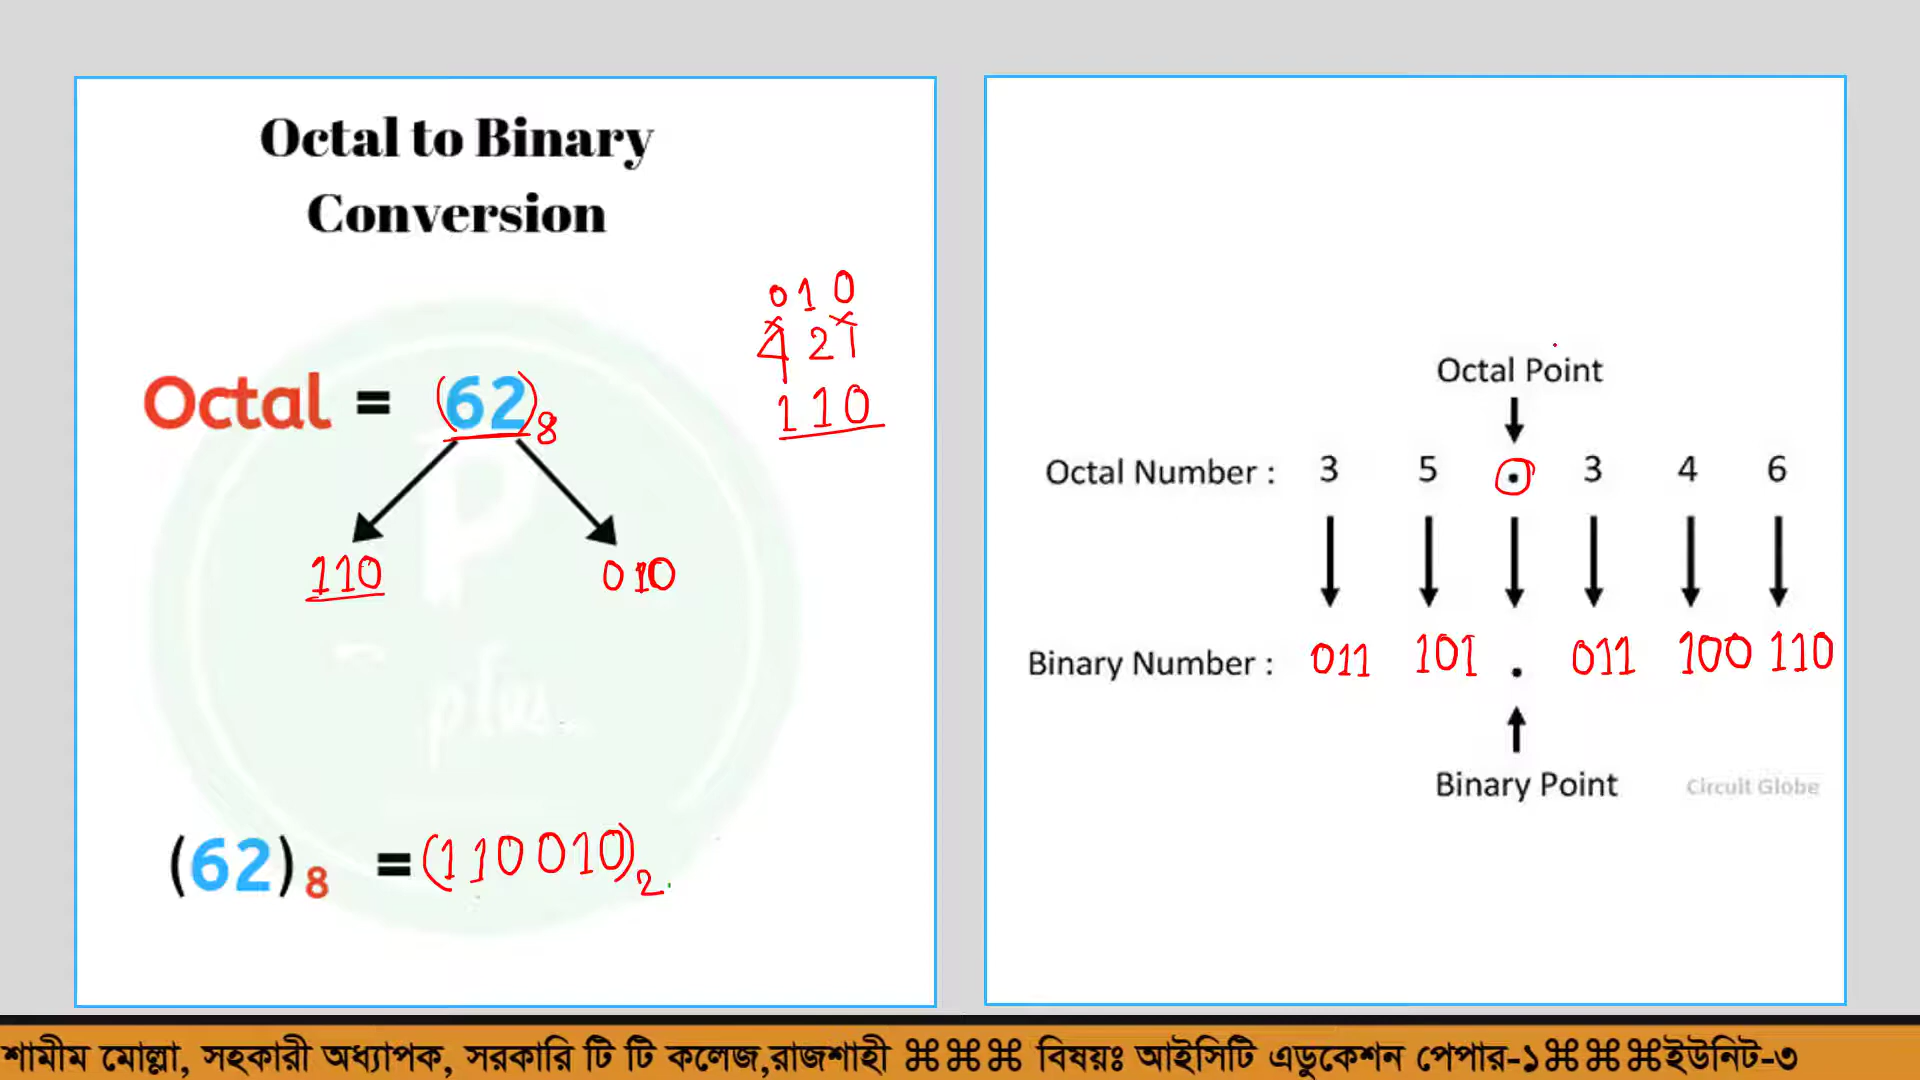 Octal to Binary
Conversion
0 1 0
4 2 1
1 1 0
Octal = (62)8
110 010
(62)8 = (110010)2
Octal Point
Octal Number : 3 5 . 3 4 6
Binary Number : 011 101 . 011 100 110
Binary Point
Circuit Globe
P
plus
শামীম মোল্লা, সহকারী অধ্যাপক, সরকারি টি টি কলেজ,রাজশাহী ⌘⌘⌘ বিষয়ঃ আইসিটি এডুকেশন পেপার-১⌘⌘⌘ইউনিট-৩